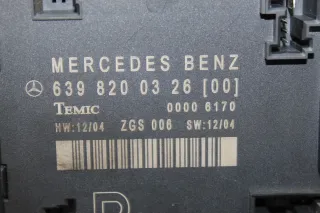 MERCEDES BENZ
639 820 03 26 [00]
TEMIC 0000 6170
HW:12/04 ZGS 006 SW:12/04